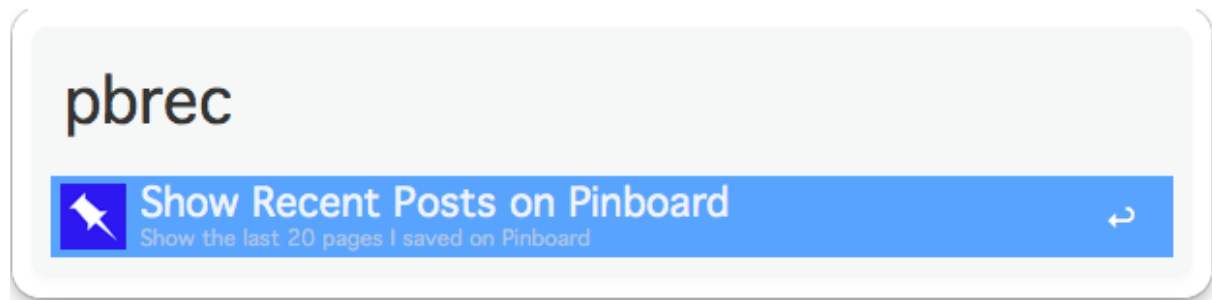 pbrec
Show Recent Posts on Pinboard
Show the last 20 pages I saved on Pinboard